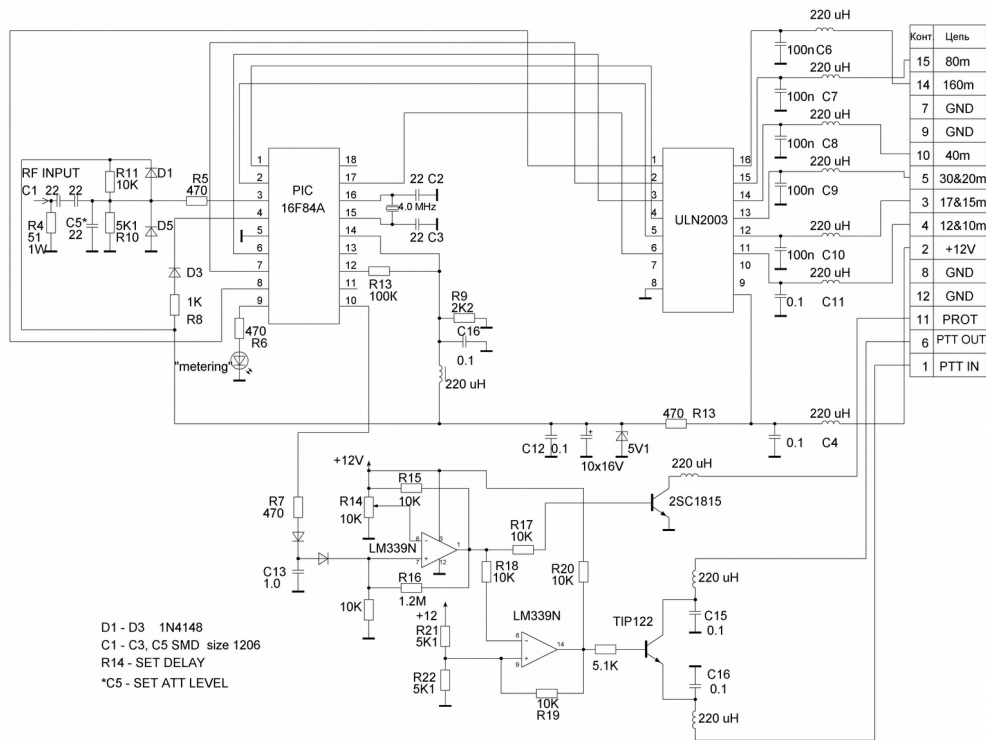 220 uH
Конт.
Цепь
100n C6
220 uH
15
80m
14
160m
100n C7
220 uH
7
GND
9
GND
100n C8
220 uH
10
40m
5
30&20m
100n C9
220 uH
3
17&15m
4
12&10m
100n C10
220 uH
2
+12V
0.1 C11
8
GND
12
GND
11
PROT
6
PTT OUT
1
PTT IN
RF INPUT
C1 22 22
R11
10K
D1
R5
470
R4
51
1W
C5*
22
5K1
R10
D5
D3
1K
R8
PIC
16F84A
1
2
3
4
5
6
7
8
9
18
17
16
15
14
13
12
11
10
22 C2
4.0 MHz
22 C3
R13
100K
R9
2K2
C16
0.1
220 uH
470
R6
"metering"
ULN2003
1
2
3
4
5
6
7
8
16
15
14
13
12
11
10
9
C12 0.1
+
10x16V
5V1
470 R13
0.1 C4
220 uH
+12V
R7
470
R14
10K
R15
10K
LM339N
6
7
3
12
1
−
+
C13
1.0
10K
R16
1.2M
R17
10K
R18
10K
R20
10K
220 uH
2SC1815
+12
R21
5K1
R22
5K1
LM339N
8
9
14
−
+
10K
R19
5.1K
TIP122
220 uH
C15
0.1
C16
0.1
220 uH
D1 - D3 1N4148
C1 - C3, C5 SMD size 1206
R14 - SET DELAY
*C5 - SET ATT LEVEL